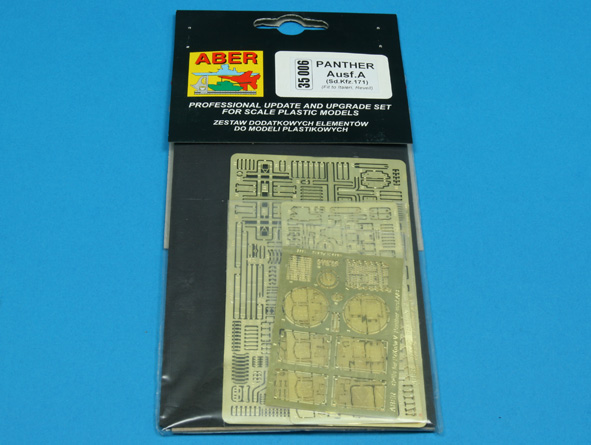 ABER
35 006
PANTHER
Ausf.A
(Sd.Kfz.171)
(Fit to Italeri, Revell)
PROFESSIONAL UPDATE AND UPGRADE SET
FOR SCALE PLASTIC MODELS
ZESTAW DODATKOWYCH ELEMENTÓW
DO MODELI PLASTIKOWYCH